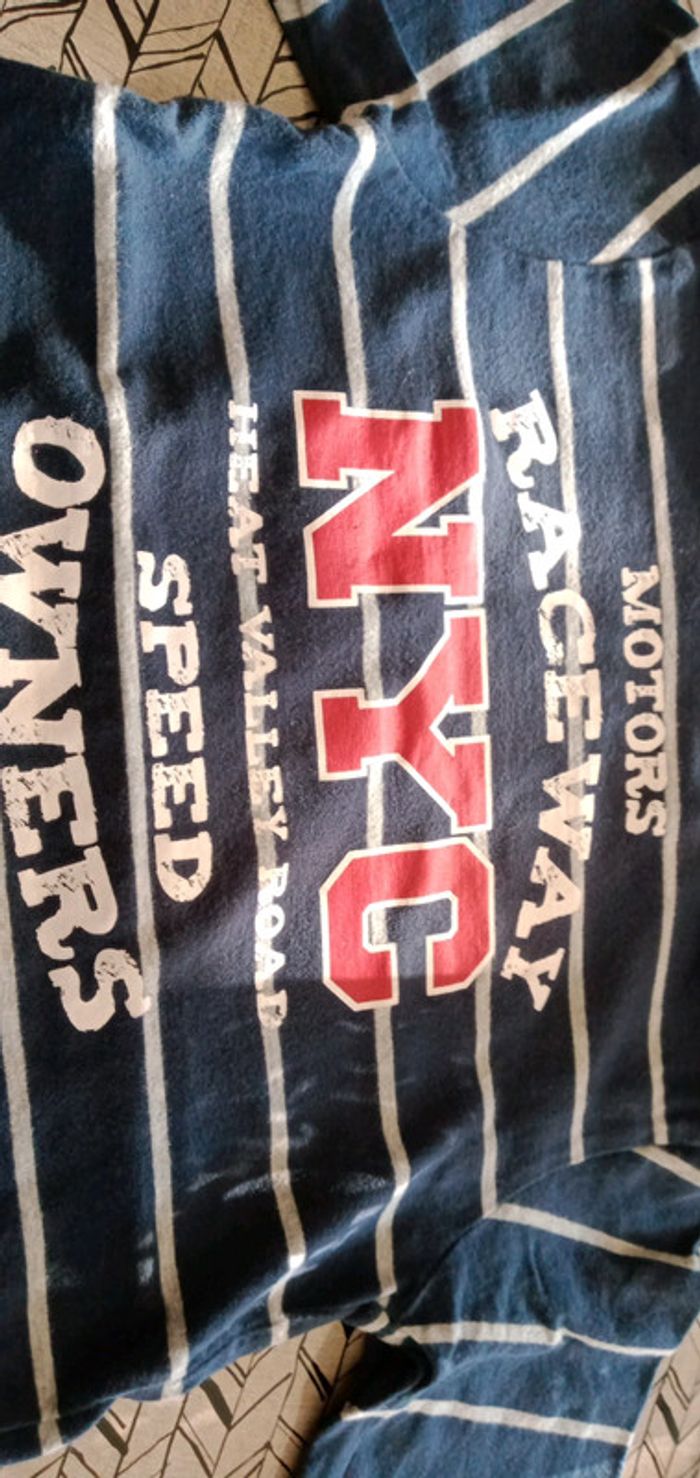 MOTORS
RACEWAY
NYC
HEAT VALLEY ROAD
SPEED
OWNERS